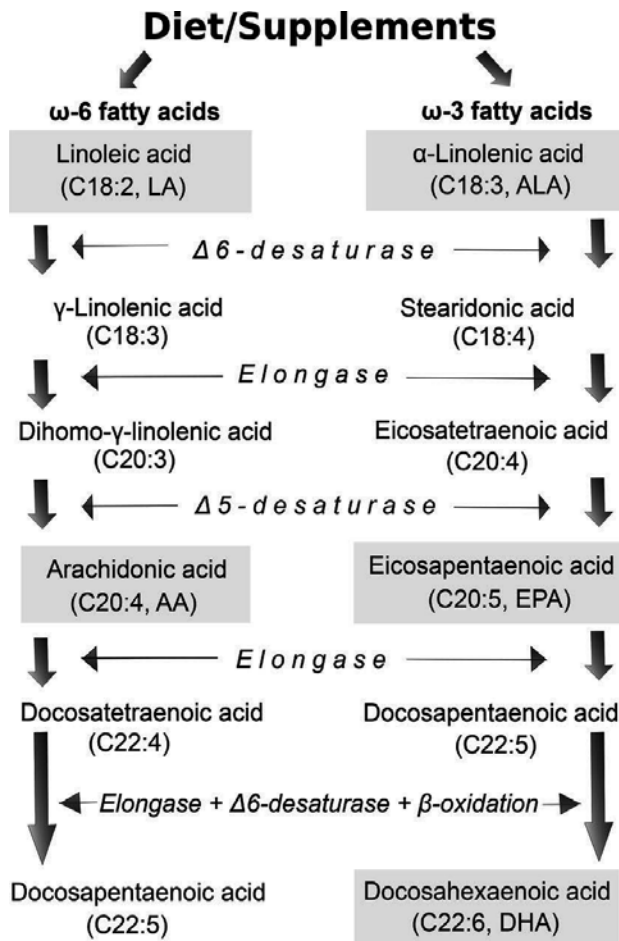 Diet/Supplements
ω-6 fatty acids
ω-3 fatty acids
Linoleic acid
(C18:2, LA)
α-Linolenic acid
(C18:3, ALA)
Δ6-desaturase
γ-Linolenic acid
(C18:3)
Stearidonic acid
(C18:4)
Elongase
Dihomo-γ-linolenic acid
(C20:3)
Eicosatetraenoic acid
(C20:4)
Δ5-desaturase
Arachidonic acid
(C20:4, AA)
Eicosapentaenoic acid
(C20:5, EPA)
Elongase
Docosatetraenoic acid
(C22:4)
Docosapentaenoic acid
(C22:5)
Elongase + Δ6-desaturase + β-oxidation
Docosapentaenoic acid
(C22:5)
Docosahexaenoic acid
(C22:6, DHA)